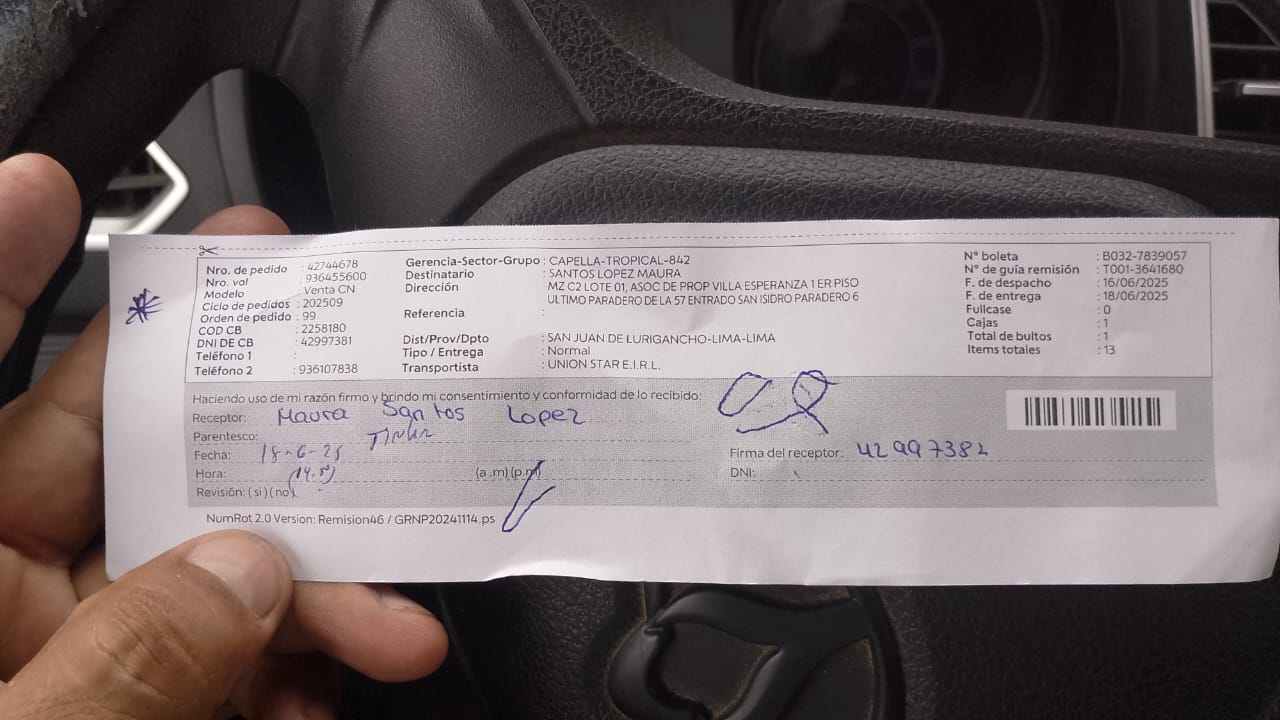 Nro. de pedido : 42744678
Nro. val : 936455600
Modelo : Venta CN
Ciclo de pedidos : 202509
Orden de pedido : 99
COD CB : 2258180
DNI DE CB : 42997381
Teléfono 1 :
Teléfono 2 : 936107838
Gerencia-Sector-Grupo : CAPELLA-TROPICAL-842
Destinatario : SANTOS LOPEZ MAURA
Dirección : MZ C2 LOTE 01, ASOC DE PROP VILLA ESPERANZA 1 ER PISO
ULTIMO PARADERO DE LA 57 ENTRADO SAN ISIDRO PARADERO 6
Referencia :
Dist/Prov/Dpto : SAN JUAN DE LURIGANCHO-LIMA-LIMA
Tipo / Entrega : Normal
Transportista : UNION STAR E.I.R.L.
N° boleta : B032-7839057
N° de guía remisión : T001-3641680
F. de despacho : 16/06/2025
F. de entrega : 18/06/2025
Fullcase : 0
Cajas : 1
Total de bultos : 1
Items totales : 13
Haciendo uso de mi razón firmo y brindo mi consentimiento y conformidad de lo recibido:
Receptor: Maura Santos Lopez
Parentesco:
Fecha: 18-6-25
Hora: (a.m)(p.m)
Revisión: (si)(no)
Firma del receptor: 42997382
DNI:
NumRot 2.0 Version: Remision46 / GRNP20241114.ps